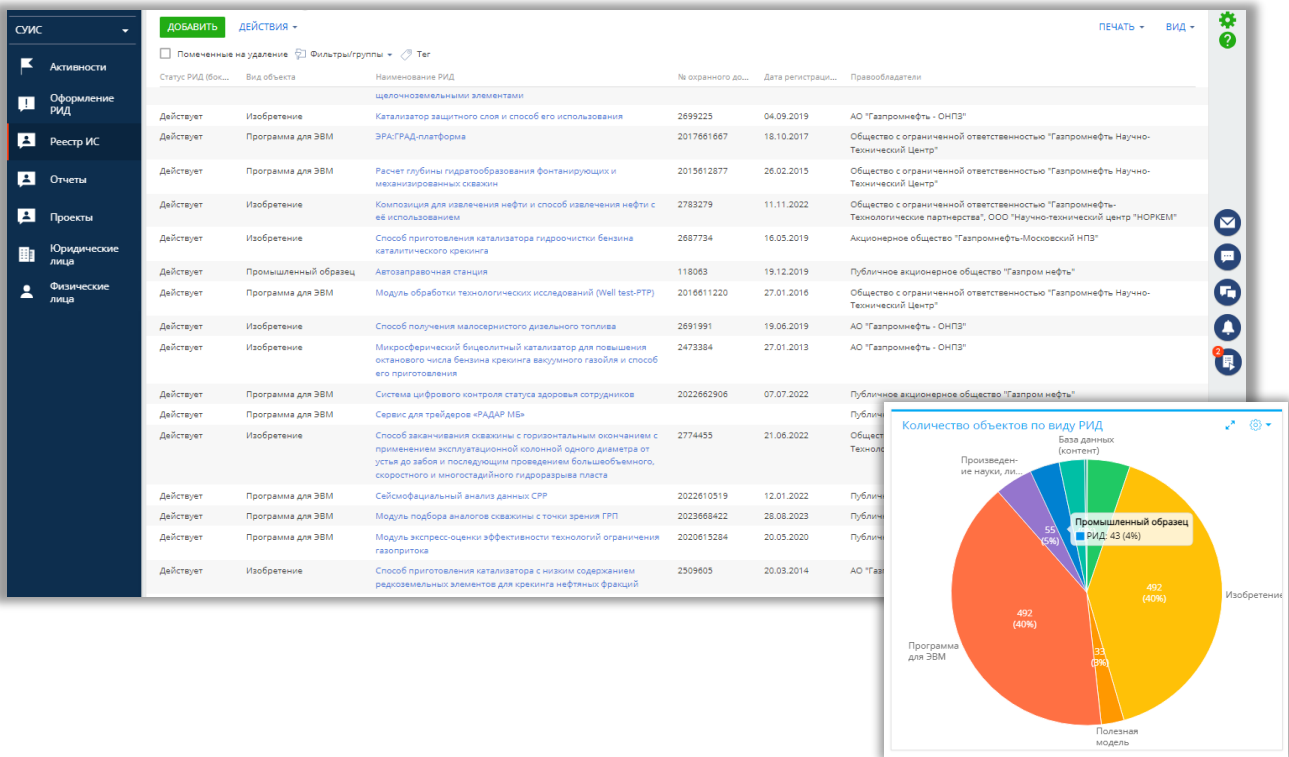 СУИС
Активности
Оформление
РИД
Реестр ИС
Отчеты
Проекты
Юридические
лица
Физические
лица
ДОБАВИТЬ ДЕЙСТВИЯ ПЕЧАТЬ ВИД
?
Помеченные на удаление Фильтры/группы Тег
Статус РИД (бок... Вид объекта Наименование РИД № охранного до... Дата регистраци... Правообладатели
щелочноземельными элементами
Действует Изобретение Катализатор защитного слоя и способ его использования 2699225 04.09.2019 АО "Газпромнефть - ОНПЗ"
Действует Программа для ЭВМ ЭРА:ГРАД-платформа 2017661667 18.10.2017 Общество с ограниченной ответственностью "Газпромнефть Научно-
Технический Центр"
Действует Программа для ЭВМ Расчет глубины гидратообразования фонтанирующих и 2015612877 26.02.2015 Общество с ограниченной ответственностью "Газпромнефть Научно-
механизированных скважин Технический Центр"
Действует Изобретение Композиция для извлечения нефти и способ извлечения нефти с 2783279 11.11.2022 Общество с ограниченной ответственностью "Газпромнефть-
её использованием Технологические партнерства", ООО "Научно-технический центр "НОРКЕМ"
Действует Изобретение Способ приготовления катализатора гидроочистки бензина 2687734 16.05.2019 Акционерное общество "Газпромнефть-Московский НПЗ"
каталитического крекинга
Действует Промышленный образец Автозаправочная станция 118063 19.12.2019 Публичное акционерное общество "Газпром нефть"
Действует Программа для ЭВМ Модуль обработки технологических исследований (Well test-PTP) 2016611220 27.01.2016 Общество с ограниченной ответственностью "Газпромнефть Научно-
Технический Центр"
Действует Изобретение Способ получения малосернистого дизельного топлива 2691991 19.06.2019 АО "Газпромнефть - ОНПЗ"
Действует Изобретение Микросферический бицеолитный катализатор для повышения 2473384 27.01.2013 АО "Газпромнефть - ОНПЗ"
октанового числа бензина крекинга вакуумного газойля и способ
его приготовления
2
Действует Программа для ЭВМ Система цифрового контроля статуса здоровья сотрудников 2022662906 07.07.2022 Публичное акционерное общество "Газпром нефть"
Действует Программа для ЭВМ Сервис для трейдеров «РАДАР МБ» Публичн
Действует Изобретение Способ заканчивания скважины с горизонтальным окончанием с 2774455 21.06.2022 Общест
применением эксплуатационной колонной одного диаметра от Техноло
устья до забоя и последующим проведением большеобъемного,
скоростного и многостадийного гидроразрыва пласта
Действует Программа для ЭВМ Сейсмофациальный анализ данных СРР 2022610519 12.01.2022 Публичн
Действует Программа для ЭВМ Модуль подбора аналогов скважины с точки зрения ГРП 2023668422 28.08.2023 Публичн
Действует Программа для ЭВМ Модуль экспресс-оценки эффективности технологий ограничения 2020615284 20.05.2020 Публичн
газопритока
Действует Изобретение Способ приготовления катализатора с низким содержанием 2509605 20.03.2014 АО "Газ
редкоземельных элементов для крекинга нефтяных фракций
Количество объектов по виду РИД
База данных
(контент)
Произведен-
ие науки, ли...
55
(5%)
Промышленный образец
РИД: 43 (4%)
492
(40%)
Изобретение
492
(40%)
Программа
для ЭВМ
33
(3%)
Полезная
модель